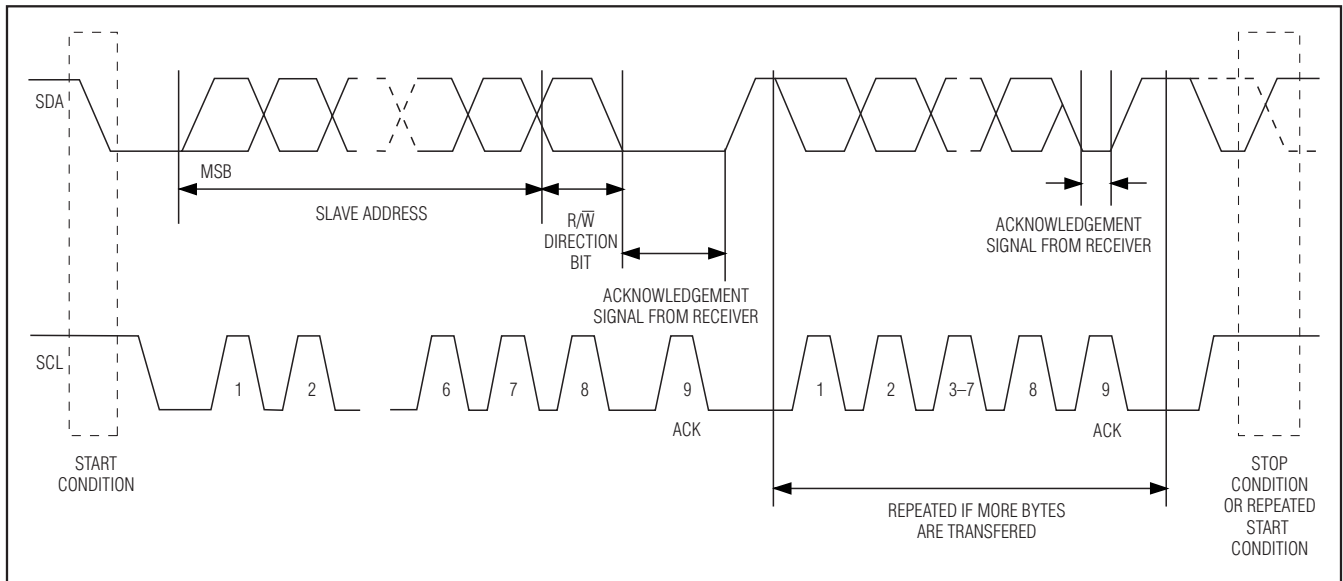 SDA
MSB
SLAVE ADDRESS
R/W̅
DIRECTION
BIT
ACKNOWLEDGEMENT
SIGNAL FROM RECEIVER
ACKNOWLEDGEMENT
SIGNAL FROM RECEIVER
SCL
1
2
6
7
8
9
1
2
3–7
8
9
ACK
ACK
START
CONDITION
REPEATED IF MORE BYTES
ARE TRANSFERED
STOP
CONDITION
OR REPEATED
START
CONDITION